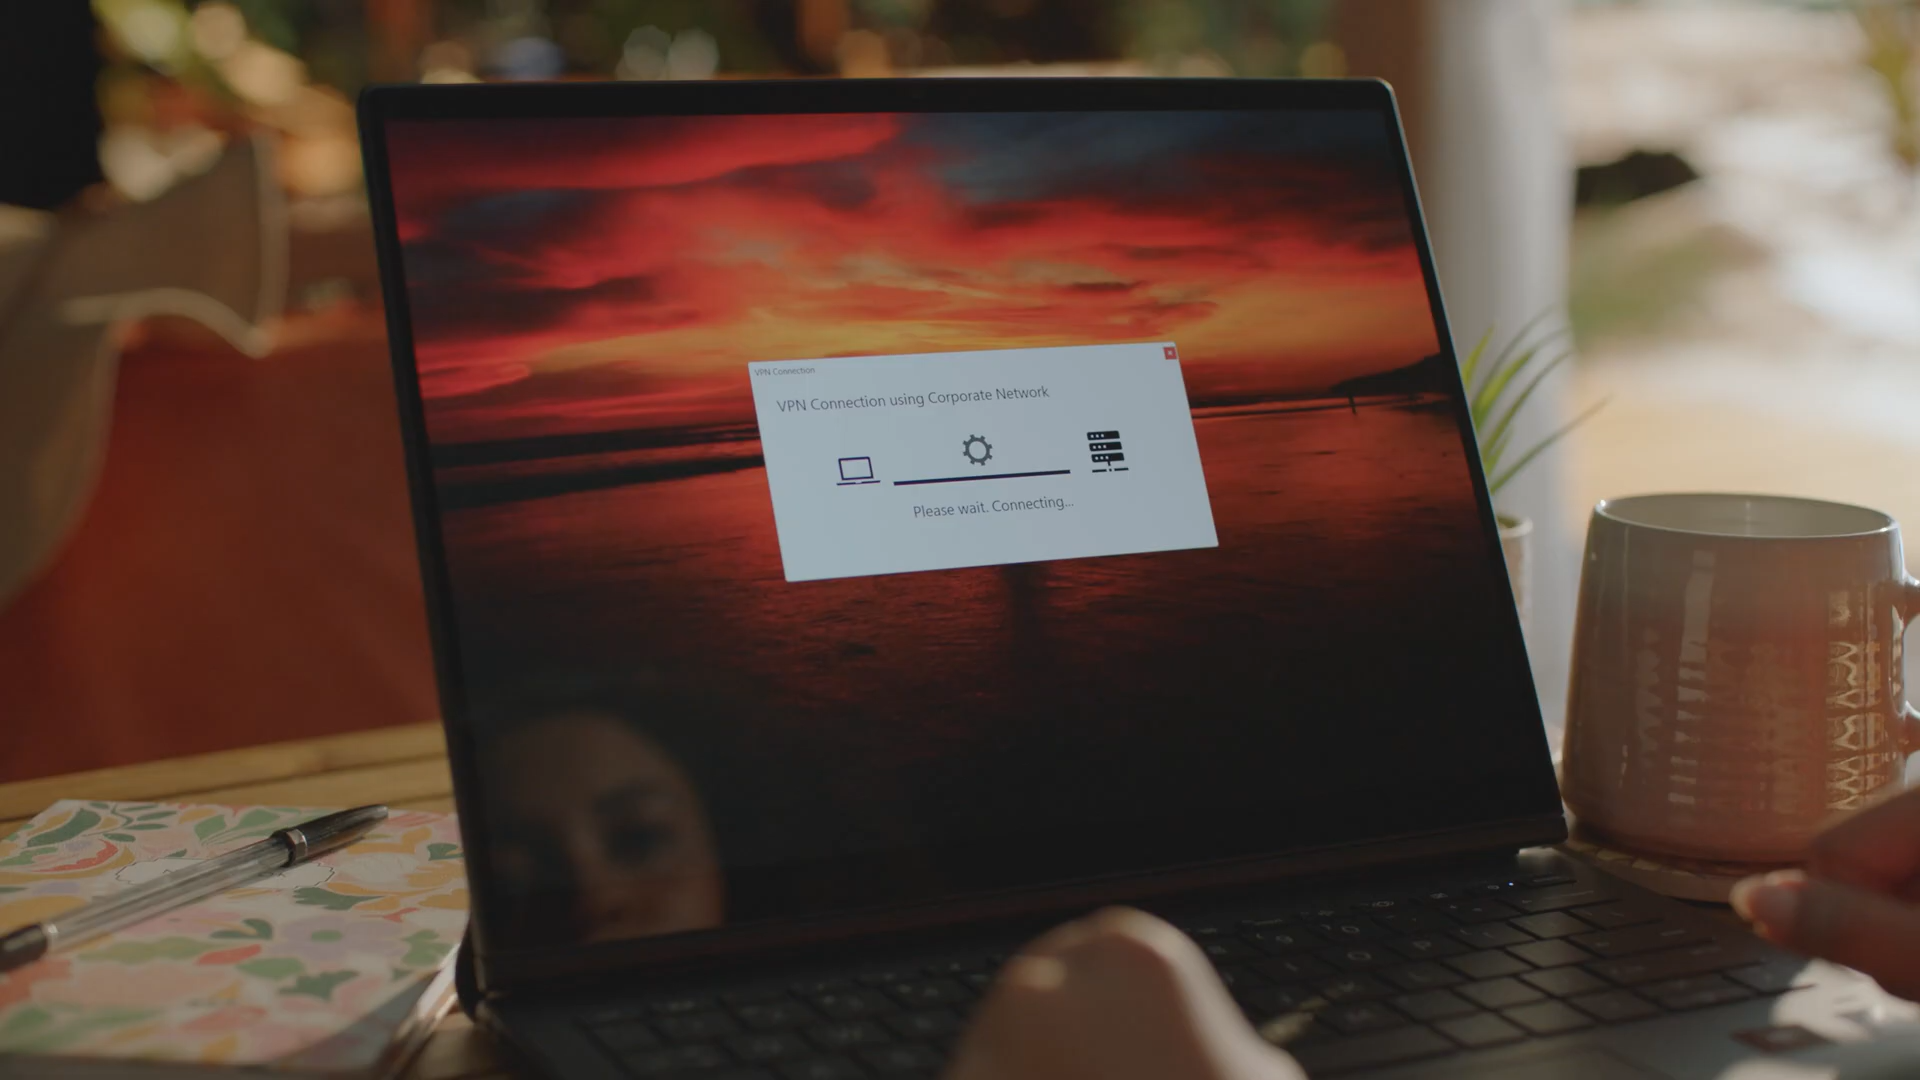 VPN Connection
VPN Connection using Corporate Network
Please wait. Connecting...